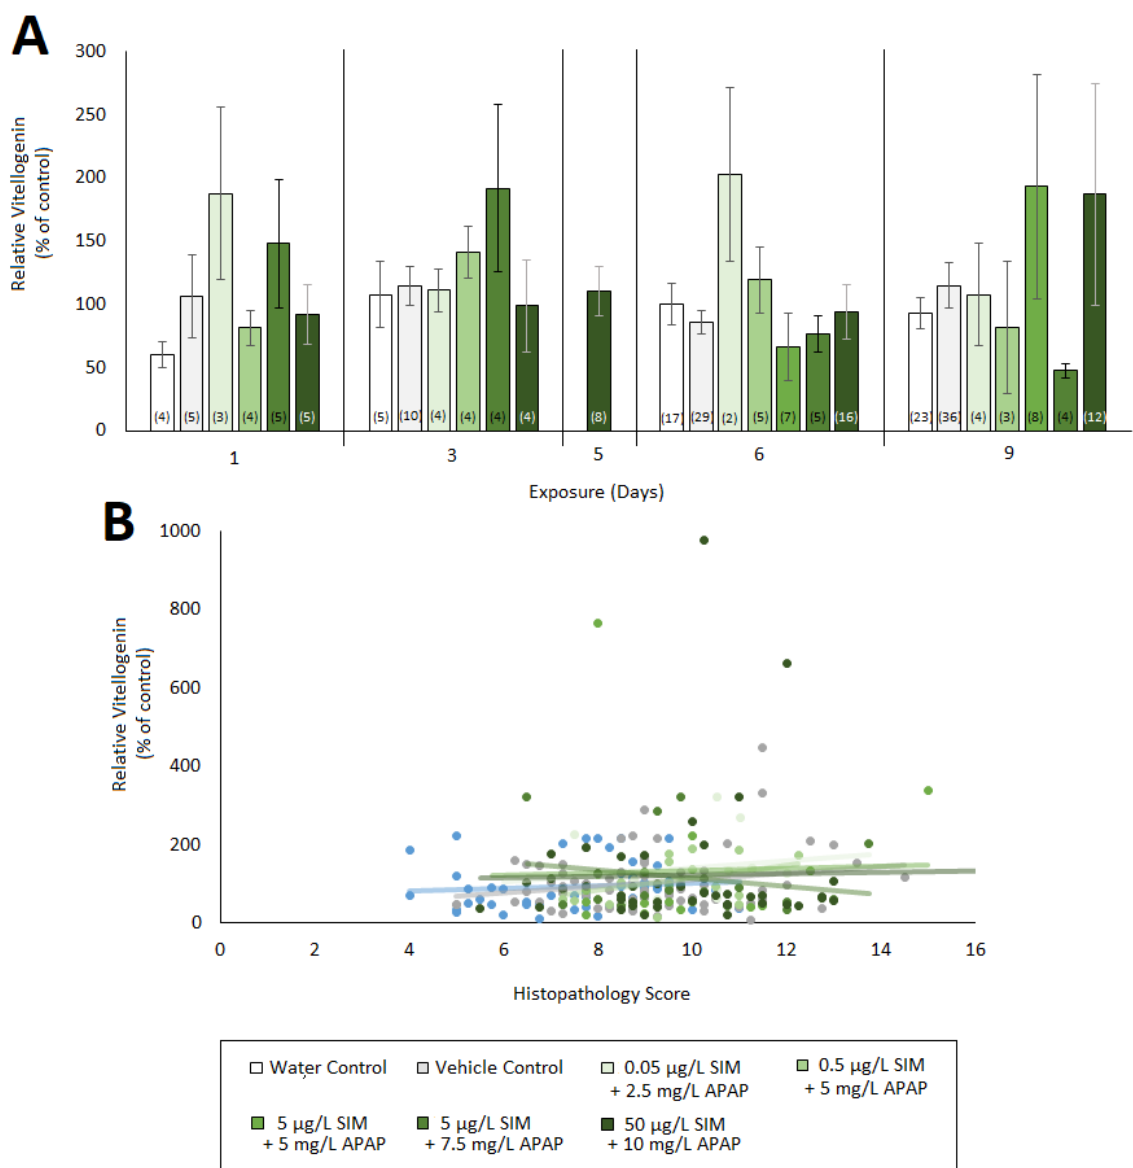 A
300
250
200
150
100
50
0
Relative Vitellogenin
(% of control)
(4) (5) (3) (4) (5) (5) (5) (10) (4) (4) (4) (4) (8) (17) (29) (2) (5) (7) (5) (16) (23) (36) (4) (3) (8) (4) (12)
1 3 5 6 9
Exposure (Days)
B
1000
800
600
400
200
0
Relative Vitellogenin
(% of control)
0 2 4 6 8 10 12 14 16
Histopathology Score
Water Control
Vehicle Control
0.05 µg/L SIM
+ 2.5 mg/L APAP
0.5 µg/L SIM
+ 5 mg/L APAP
5 µg/L SIM
+ 5 mg/L APAP
5 µg/L SIM
+ 7.5 mg/L APAP
50 µg/L SIM
+ 10 mg/L APAP